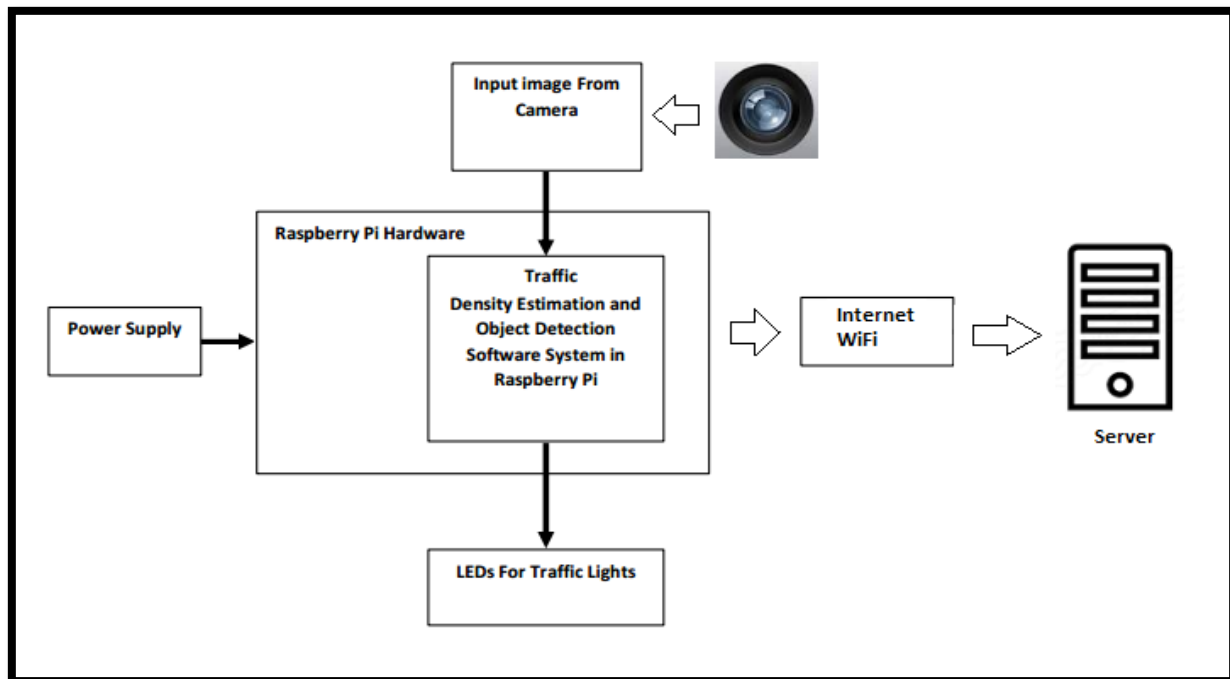 Input image From
Camera
Raspberry Pi Hardware
Traffic
Density Estimation and
Object Detection
Software System in
Raspberry Pi
Power Supply
Internet
WiFi
Server
LEDs For Traffic Lights